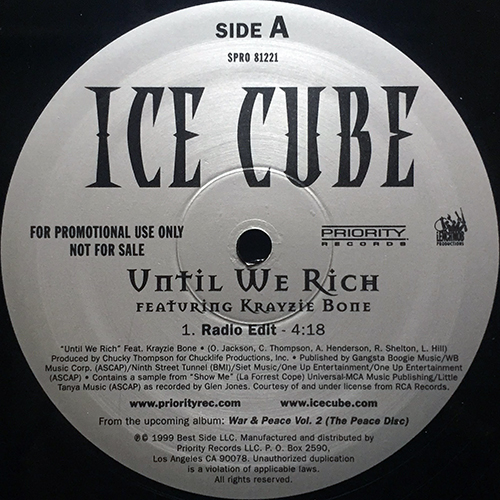 SIDE A
SPRO 81221
ICE CUBE
FOR PROMOTIONAL USE ONLY
NOT FOR SALE
PRIORITY
RECORDS
LENCH MOB
PRODUCTIONS
UNTIL WE RICH
FEATURING KRAYZIE BONE
1. Radio Edit - 4:18
"Until We Rich" Feat. Krayzie Bone • (O. Jackson, C. Thompson, A. Henderson, R. Shelton, L. Hill)
Produced by Chucky Thompson for Chucklife Productions, Inc. • Published by Gangsta Boogie Music/WB
Music Corp. (ASCAP)/Ninth Street Tunnel (BMI)/Siet Music/One Up Entertainment/One Up Entertainment
(ASCAP) • Contains a sample from "Show Me" (La Forrest Cope) Universal-MCA Music Publishing/Little
Tanya Music (ASCAP) as recorded by Glen Jones. Courtesy of and under license from RCA Records.
www.priorityrec.com www.icecube.com
From the upcoming album: War & Peace Vol. 2 (The Peace Disc)
℗© 1999 Best Side LLC. Manufactured and distributed by
Priority Records LLC. P. O. Box 2590,
Los Angeles CA 90078. Unauthorized duplication
is a violation of applicable laws.
All rights reserved.